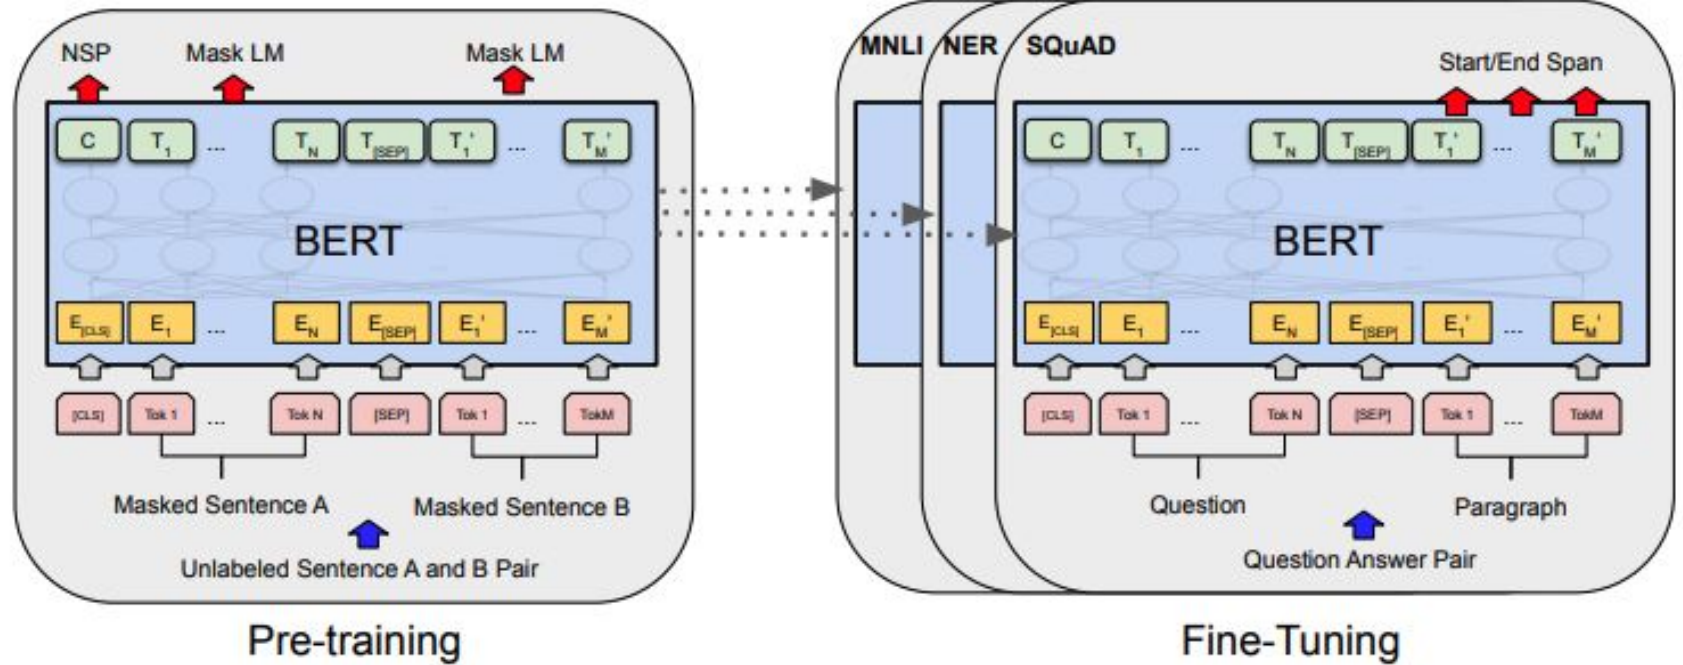 NSP Mask LM Mask LM
C T1 ... TN T[SEP] T1' ... TM'
BERT
E[CLS] E1 ... EN E[SEP] E1' ... EM'
[CLS] Tok 1 ... Tok N [SEP] Tok 1 ... TokM
Masked Sentence A Masked Sentence B
Unlabeled Sentence A and B Pair
Pre-training
MNLI NER SQuAD
Start/End Span
C T1 ... TN T[SEP] T1' ... TM'
BERT
E[CLS] E1 ... EN E[SEP] E1' ... EM'
[CLS] Tok 1 ... Tok N [SEP] Tok 1 ... TokM
Question Paragraph
Question Answer Pair
Fine-Tuning